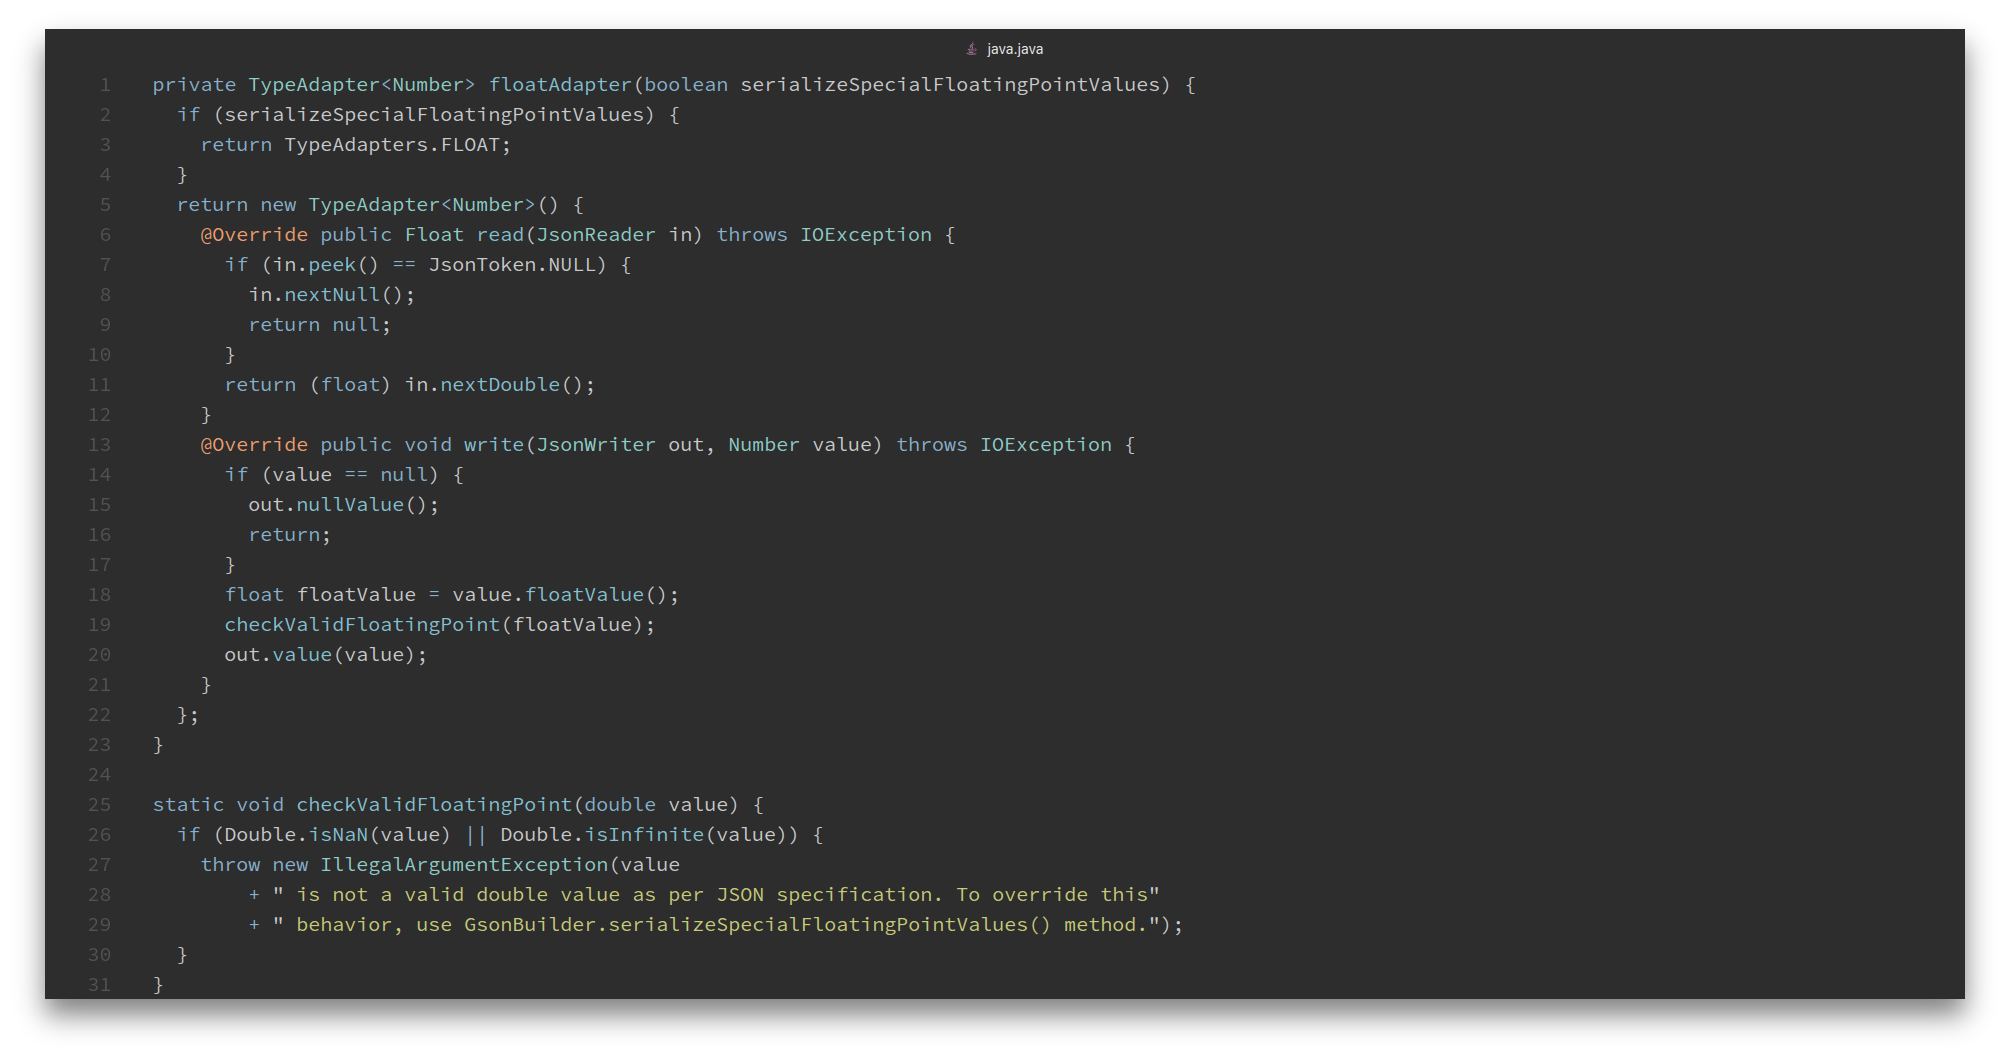 java.java
1 private TypeAdapter<Number> floatAdapter(boolean serializeSpecialFloatingPointValues) {
2   if (serializeSpecialFloatingPointValues) {
3     return TypeAdapters.FLOAT;
4   }
5   return new TypeAdapter<Number>() {
6     @Override public Float read(JsonReader in) throws IOException {
7       if (in.peek() == JsonToken.NULL) {
8         in.nextNull();
9         return null;
10       }
11       return (float) in.nextDouble();
12     }
13     @Override public void write(JsonWriter out, Number value) throws IOException {
14       if (value == null) {
15         out.nullValue();
16         return;
17       }
18       float floatValue = value.floatValue();
19       checkValidFloatingPoint(floatValue);
20       out.value(value);
21     }
22   };
23 }
24
25 static void checkValidFloatingPoint(double value) {
26   if (Double.isNaN(value) || Double.isInfinite(value)) {
27     throw new IllegalArgumentException(value
28         + " is not a valid double value as per JSON specification. To override this"
29         + " behavior, use GsonBuilder.serializeSpecialFloatingPointValues() method.");
30   }
31 }